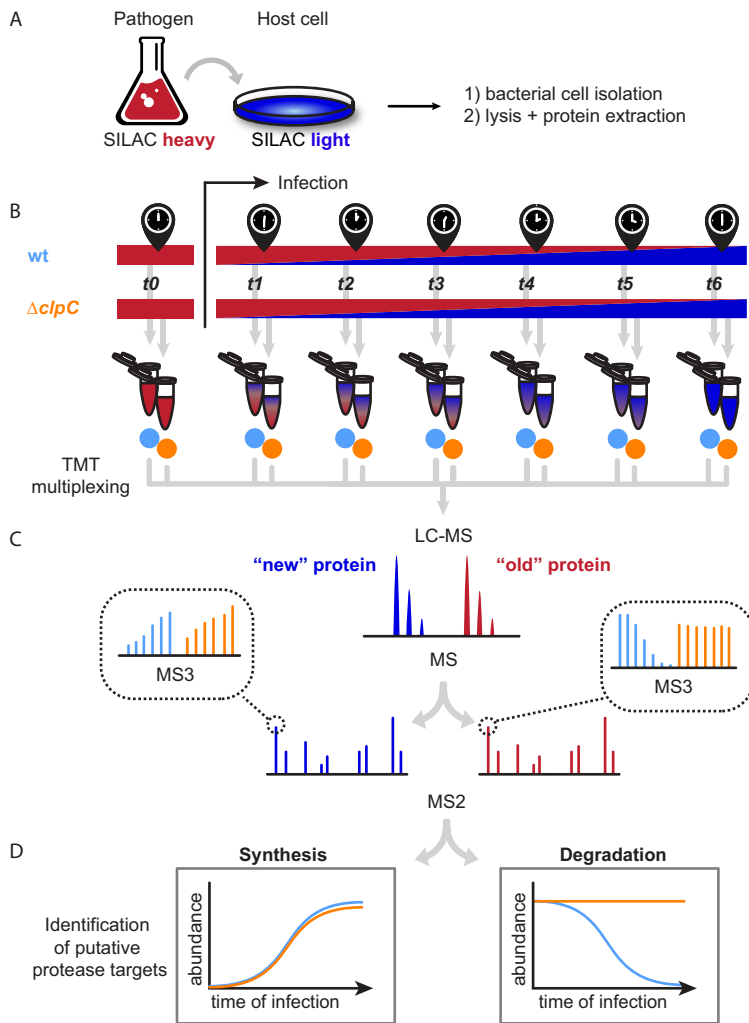 A
Pathogen
Host cell
SILAC heavy
SILAC light
1) bacterial cell isolation
2) lysis + protein extraction
Infection
B
wt
t0
t1
t2
t3
t4
t5
t6
ΔclpC
TMT
multiplexing
LC-MS
C
"new" protein
"old" protein
MS3
MS
MS3
MS2
D
Synthesis
Degradation
Identification
of putative
protease targets
abundance
time of infection
abundance
time of infection